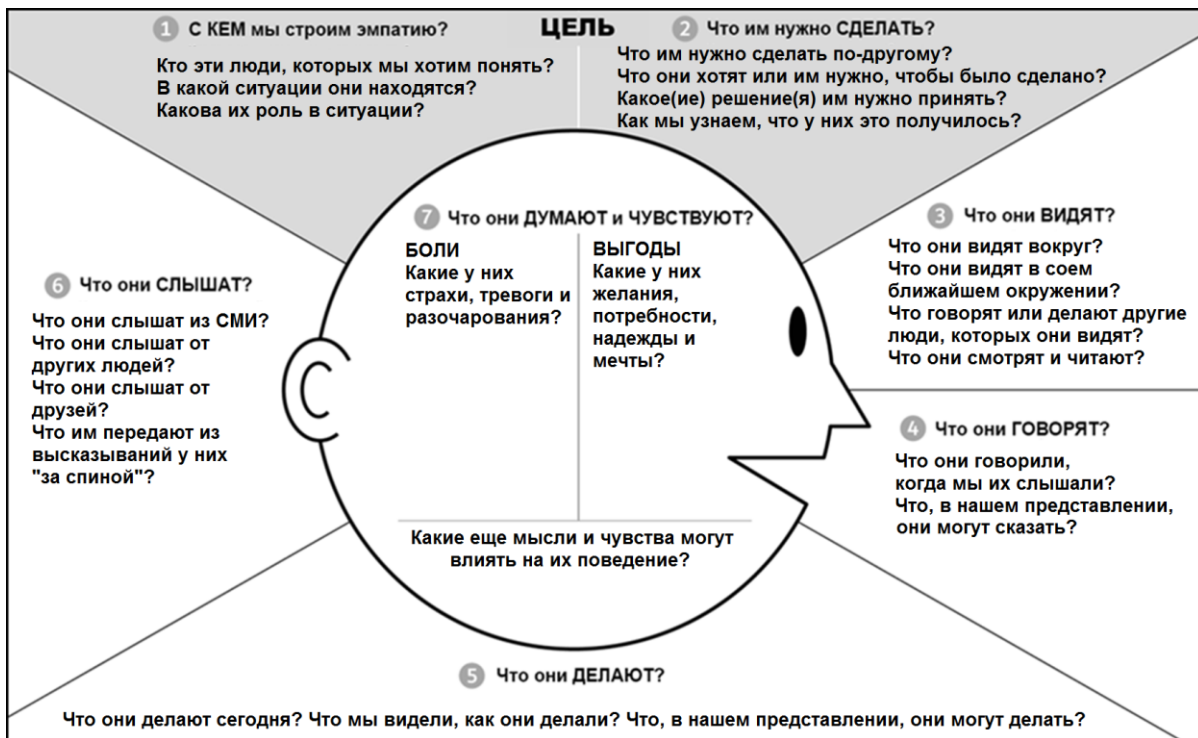 ЦЕЛЬ
1 С КЕМ мы строим эмпатию?
Кто эти люди, которых мы хотим понять?
В какой ситуации они находятся?
Какова их роль в ситуации?
2 Что им нужно СДЕЛАТЬ?
Что им нужно сделать по-другому?
Что они хотят или им нужно, чтобы было сделано?
Какое(ие) решение(я) им нужно принять?
Как мы узнаем, что у них это получилось?
3 Что они ВИДЯТ?
Что они видят вокруг?
Что они видят в соем
ближайшем окружении?
Что говорят или делают другие
люди, которых они видят?
Что они смотрят и читают?
4 Что они ГОВОРЯТ?
Что они говорили,
когда мы их слышали?
Что, в нашем представлении,
они могут сказать?
5 Что они ДЕЛАЮТ?
Что они делают сегодня? Что мы видели, как они делали? Что, в нашем представлении, они могут делать?
6 Что они СЛЫШАТ?
Что они слышат из СМИ?
Что они слышат от
других людей?
Что они слышат от
друзей?
Что им передают из
высказываний у них
"за спиной"?
7 Что они ДУМАЮТ и ЧУВСТВУЮТ?
БОЛИ
Какие у них
страхи, тревоги и
разочарования?
ВЫГОДЫ
Какие у них
желания,
потребности,
надежды и
мечты?
Какие еще мысли и чувства могут
влиять на их поведение?